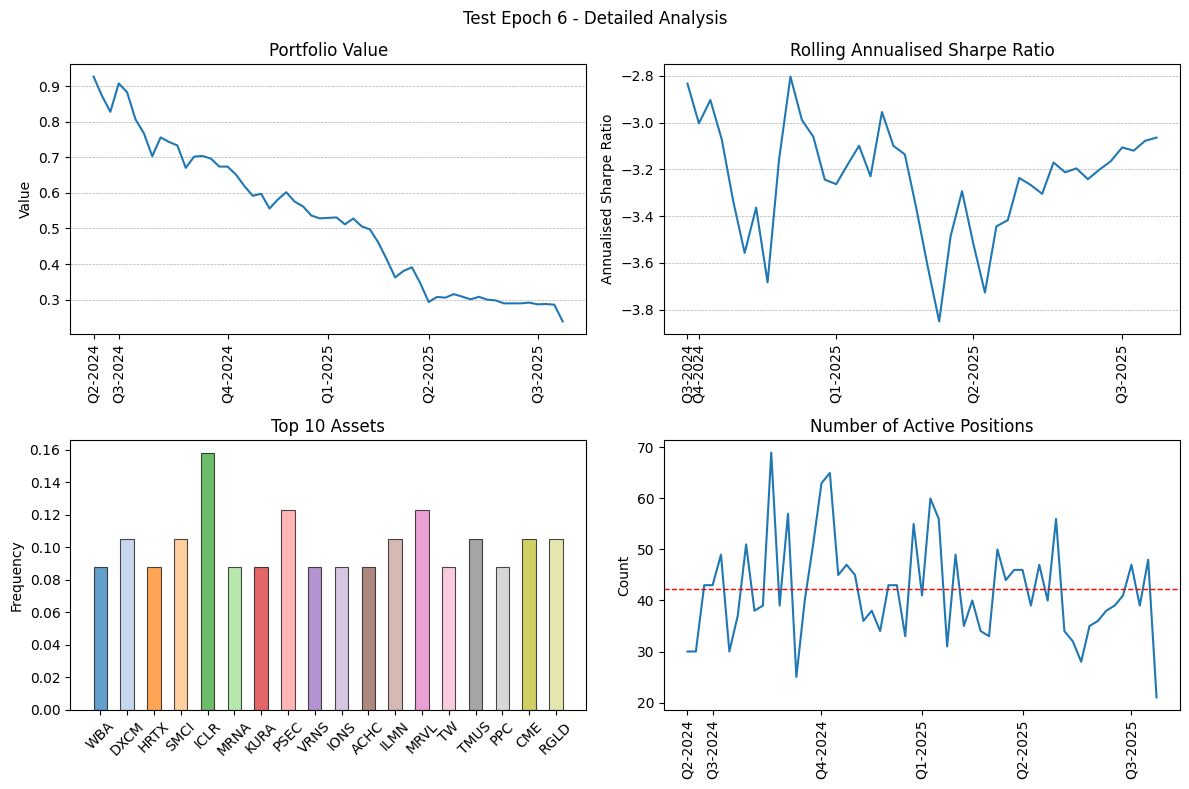 Test Epoch 6 - Detailed Analysis
Portfolio Value
Value
0.9
0.8
0.7
0.6
0.5
0.4
0.3
Q2-2024
Q3-2024
Q4-2024
Q1-2025
Q2-2025
Q3-2025
Rolling Annualised Sharpe Ratio
Annualised Sharpe Ratio
−2.8
−3.0
−3.2
−3.4
−3.6
−3.8
Q3-2024
Q4-2024
Q1-2025
Q2-2025
Q3-2025
Top 10 Assets
Frequency
0.16
0.14
0.12
0.10
0.08
0.06
0.04
0.02
0.00
WBA
DXCM
HRTX
SMCI
ICLR
MRNA
KURA
PSEC
VRNS
IONS
ACHC
ILMN
MRVL
TW
TMUS
PPC
CME
RGLD
Number of Active Positions
Count
70
60
50
40
30
20
Q2-2024
Q3-2024
Q4-2024
Q1-2025
Q2-2025
Q3-2025